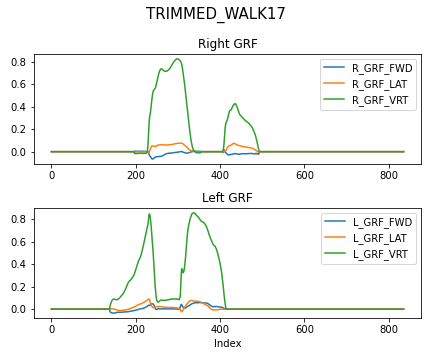 TRIMMED_WALK17
Right GRF
0.8
0.6
0.4
0.2
0.0
R_GRF_FWD
R_GRF_LAT
R_GRF_VRT
0 200 400 600 800
Left GRF
0.8
0.6
0.4
0.2
0.0
L_GRF_FWD
L_GRF_LAT
L_GRF_VRT
0 200 400 600 800
Index